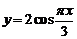 y = 2cos πx/3